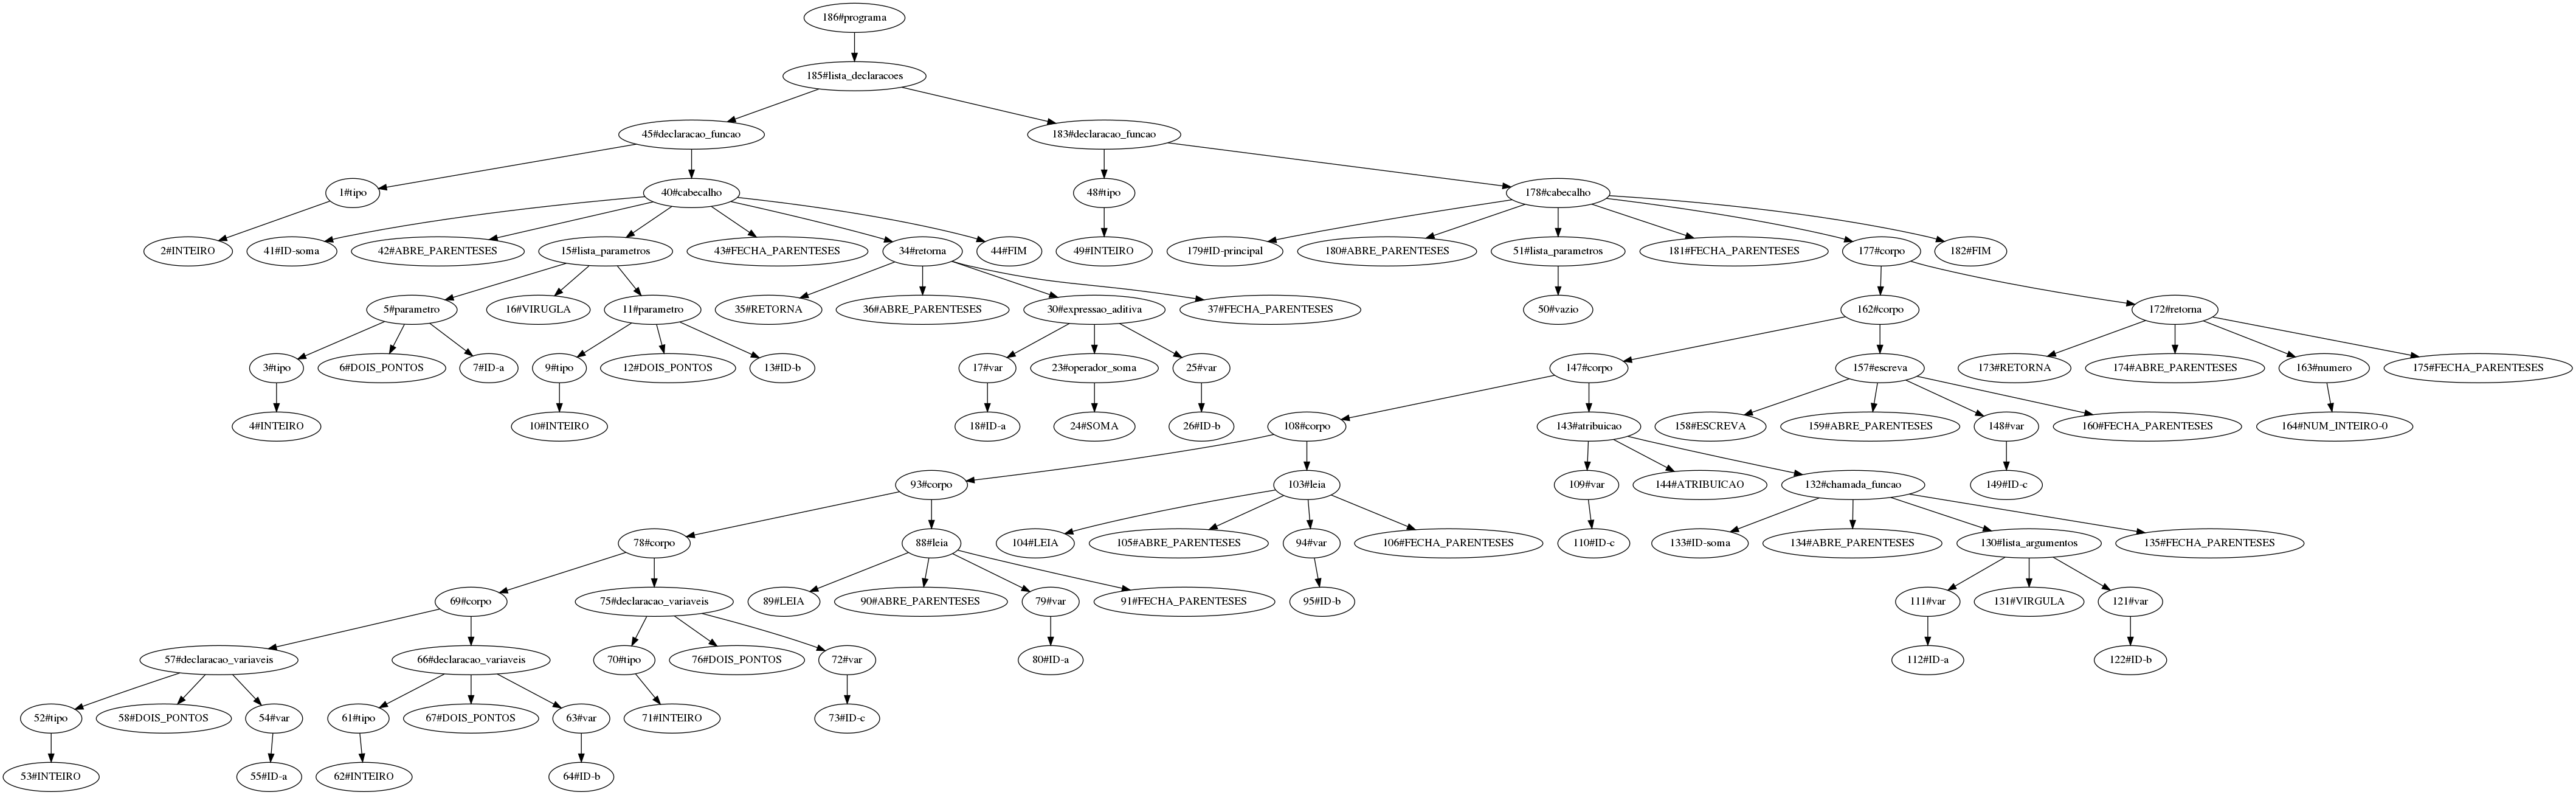 186#programa
185#lista_declaracoes
45#declaracao_funcao 183#declaracao_funcao
1#tipo 40#cabecalho 48#tipo 178#cabecalho
2#INTEIRO 41#ID-soma 42#ABRE_PARENTESES 15#lista_parametros 43#FECHA_PARENTESES 34#retorna 44#FIM 49#INTEIRO 179#ID-principal 180#ABRE_PARENTESES 51#lista_parametros 181#FECHA_PARENTESES 177#corpo 182#FIM
5#parametro 16#VIRUGLA 11#parametro 35#RETORNA 36#ABRE_PARENTESES 30#expressao_aditiva 37#FECHA_PARENTESES 50#vazio 162#corpo 172#retorna
3#tipo 6#DOIS_PONTOS 7#ID-a 9#tipo 12#DOIS_PONTOS 13#ID-b 17#var 23#operador_soma 25#var 147#corpo 157#escreva 173#RETORNA 174#ABRE_PARENTESES 163#numero 175#FECHA_PARENTESES
4#INTEIRO 10#INTEIRO 18#ID-a 24#SOMA 26#ID-b 108#corpo 143#atribuicao 158#ESCREVA 159#ABRE_PARENTESES 148#var 160#FECHA_PARENTESES 164#NUM_INTEIRO-0
93#corpo 103#leia 109#var 144#ATRIBUICAO 132#chamada_funcao 149#ID-c
78#corpo 88#leia 104#LEIA 105#ABRE_PARENTESES 94#var 106#FECHA_PARENTESES 110#ID-c 133#ID-soma 134#ABRE_PARENTESES 130#lista_argumentos 135#FECHA_PARENTESES
69#corpo 75#declaracao_variaveis 89#LEIA 90#ABRE_PARENTESES 79#var 91#FECHA_PARENTESES 95#ID-b 111#var 131#VIRGULA 121#var
57#declaracao_variaveis 66#declaracao_variaveis 70#tipo 76#DOIS_PONTOS 72#var 80#ID-a 112#ID-a 122#ID-b
52#tipo 58#DOIS_PONTOS 54#var 61#tipo 67#DOIS_PONTOS 63#var 71#INTEIRO 73#ID-c
53#INTEIRO 55#ID-a 62#INTEIRO 64#ID-b